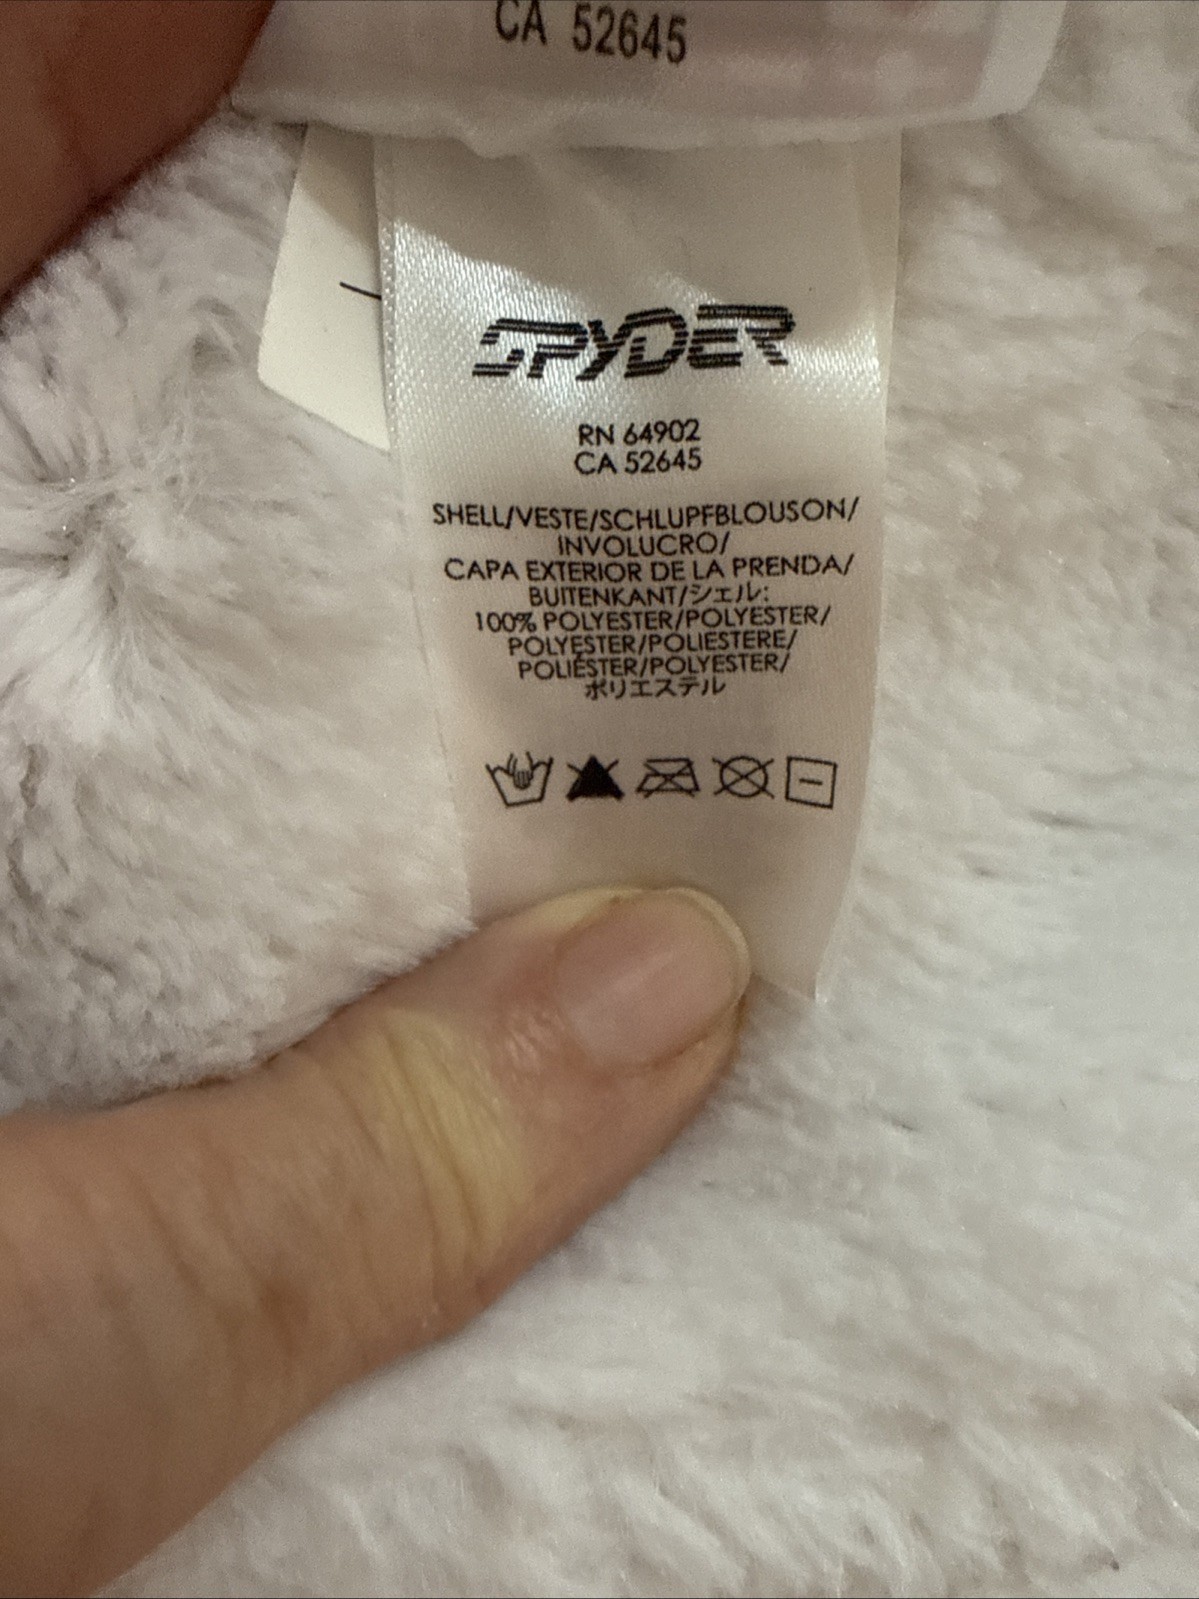 CA 52645
SPYDER
RN 64902
CA 52645
SHELL/VESTE/SCHLUPFBLOUSON/
INVOLUCRO/
CAPA EXTERIOR DE LA PRENDA/
BUITENKANT/シェル:
100% POLYESTER/POLYESTER/
POLYESTER/POLIESTERE/
POLIÉSTER/POLYESTER/
ポリエステル